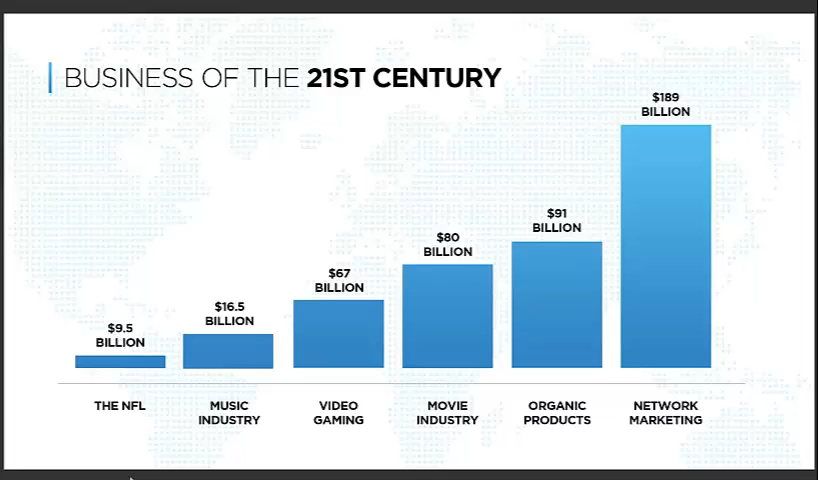 BUSINESS OF THE 21ST CENTURY
$9.5
BILLION
$16.5
BILLION
$67
BILLION
$80
BILLION
$91
BILLION
$189
BILLION
THE NFL
MUSIC
INDUSTRY
VIDEO
GAMING
MOVIE
INDUSTRY
ORGANIC
PRODUCTS
NETWORK
MARKETING